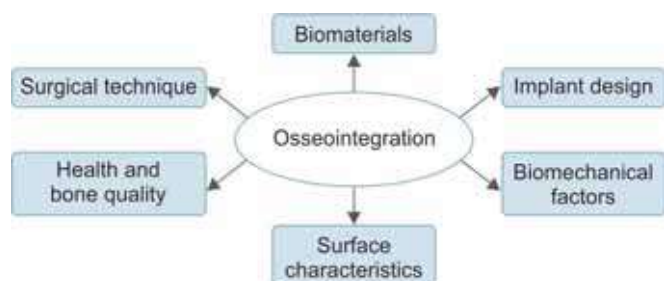 Biomaterials
Surgical technique
Implant design
Osseointegration
Health and
bone quality
Biomechanical
factors
Surface
characteristics